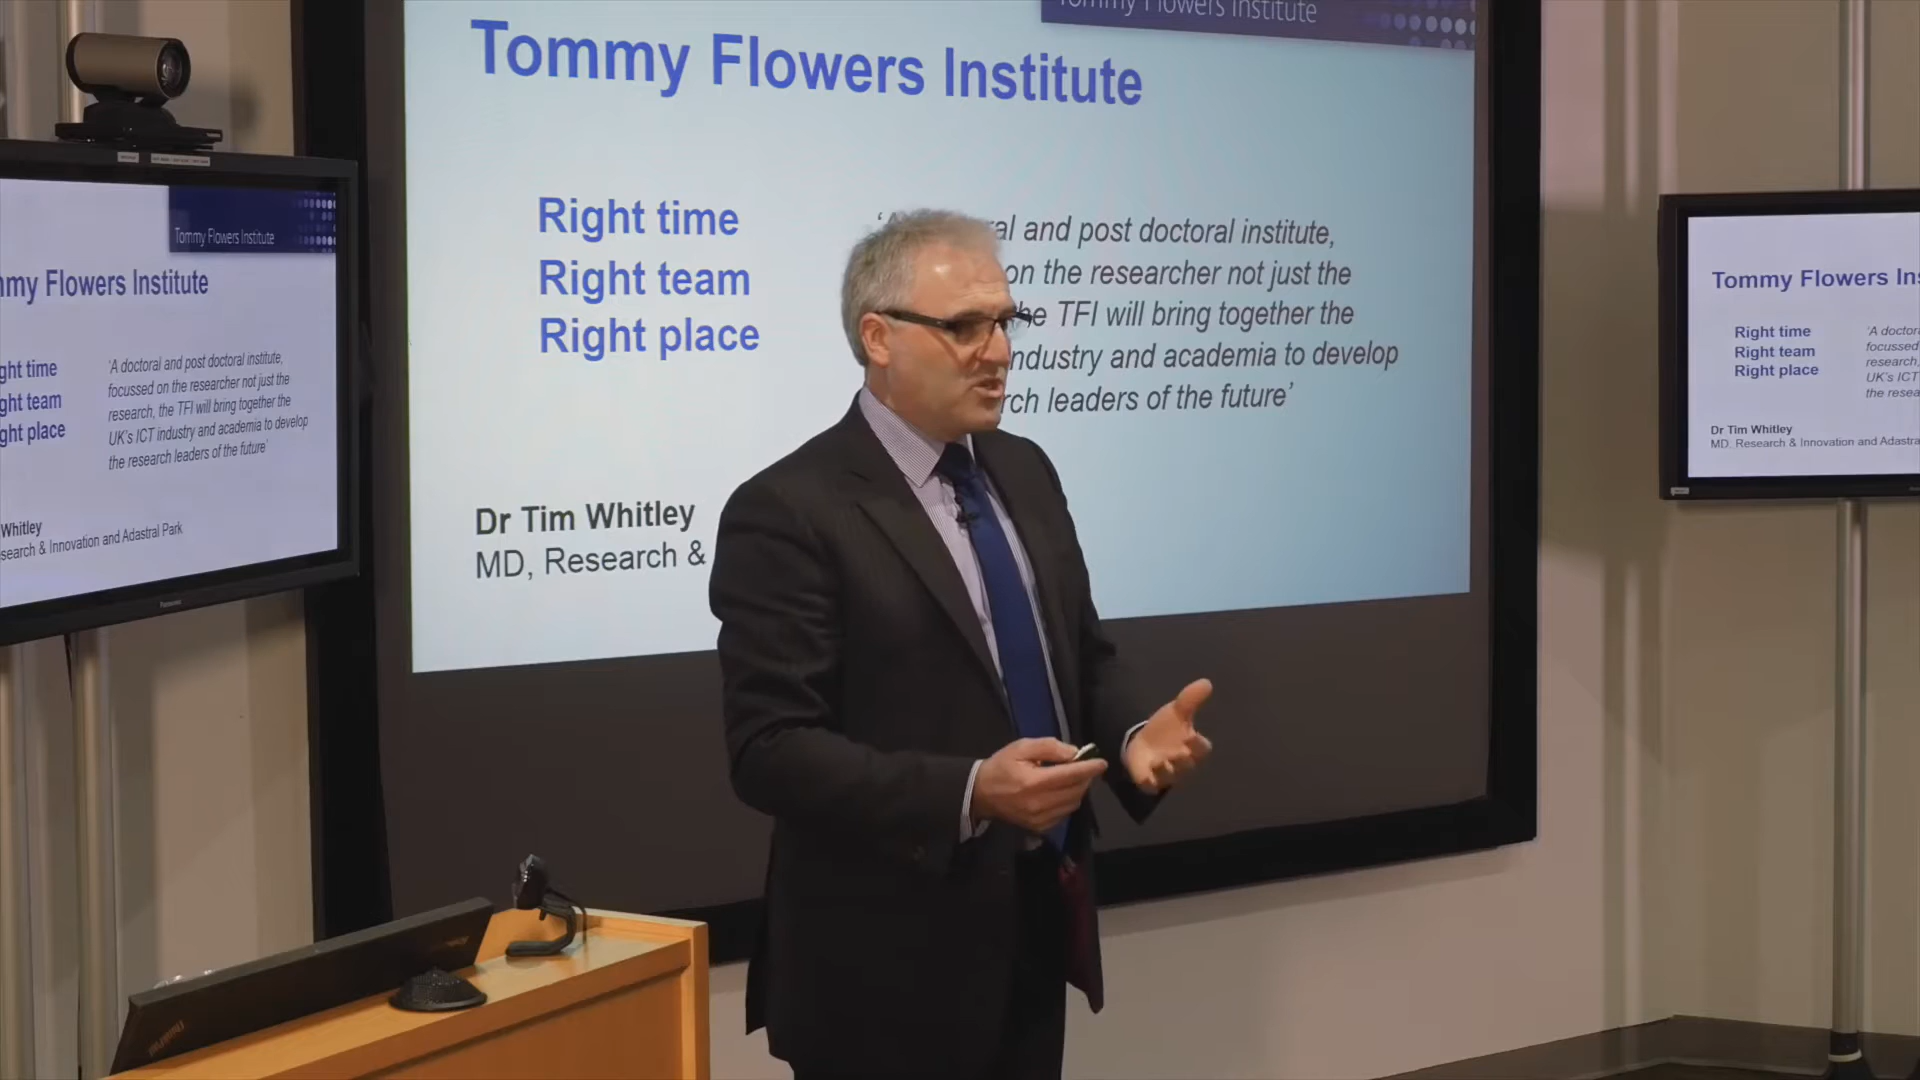 Tommy Flowers Institute
Tommy Flowers Institute
Right time
Right team
Right place
al and post doctoral institute,
on the researcher not just the
he TFI will bring together the
ndustry and academia to develop
rch leaders of the future’
Dr Tim Whitley
MD, Research &
Tommy Flowers Institute
mmy Flowers Institute
ght time
ght team
ght place
‘A doctoral and post doctoral institute,
focussed on the researcher not just the
research, the TFI will bring together the
UK’s ICT industry and academia to develop
the research leaders of the future’
Whitley
search & Innovation and Adastral Park
Panasonic
Tommy Flowers Ins
Right time
Right team
Right place
‘A doctora
focussed
research,
UK’s ICT
the resea
Dr Tim Whitley
MD, Research & Innovation and Adastra
ThinkPad